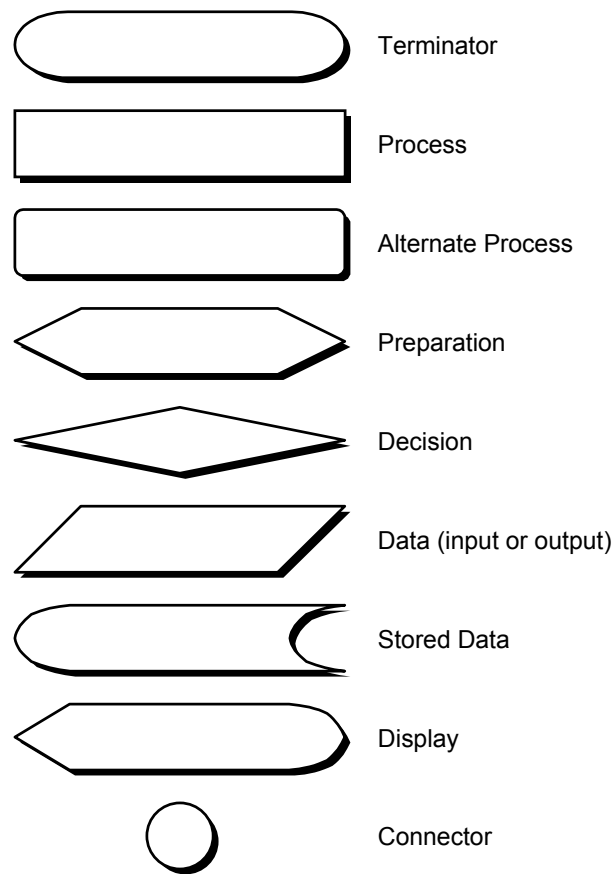 Terminator
Process
Alternate Process
Preparation
Decision
Data (input or output)
Stored Data
Display
Connector